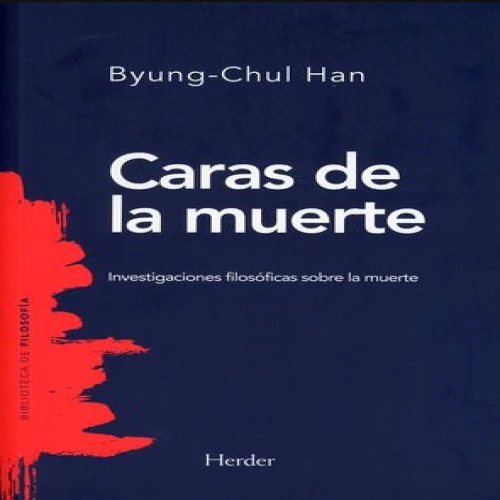 Byung-Chul Han
Caras de
la muerte
Investigaciones filosóficas sobre la muerte
BIBLIOTECA DE FILOSOFÍA
Herder